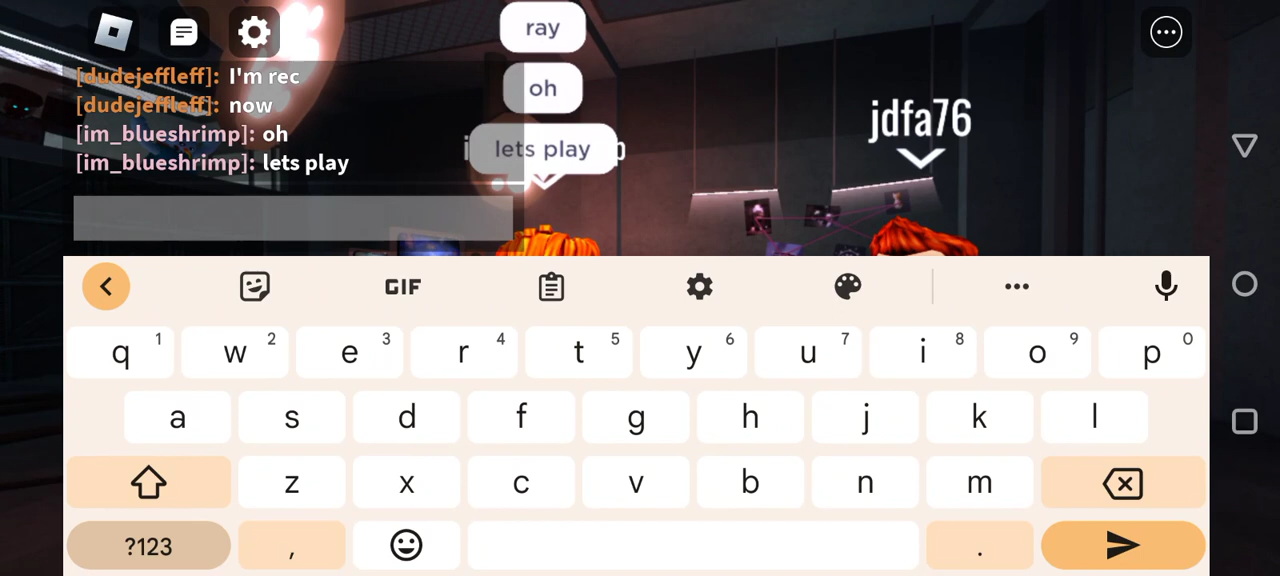 ray
oh
lets play
[dudejeffleff]: I'm rec
[dudejeffleff]: now
[im_blueshrimp]: oh
[im_blueshrimp]: lets play
jdfa76
GIF
q 1 w 2 e 3 r 4 t 5 y 6 u 7 i 8 o 9 p 0
a s d f g h j k l
z x c v b n m
?123 , .